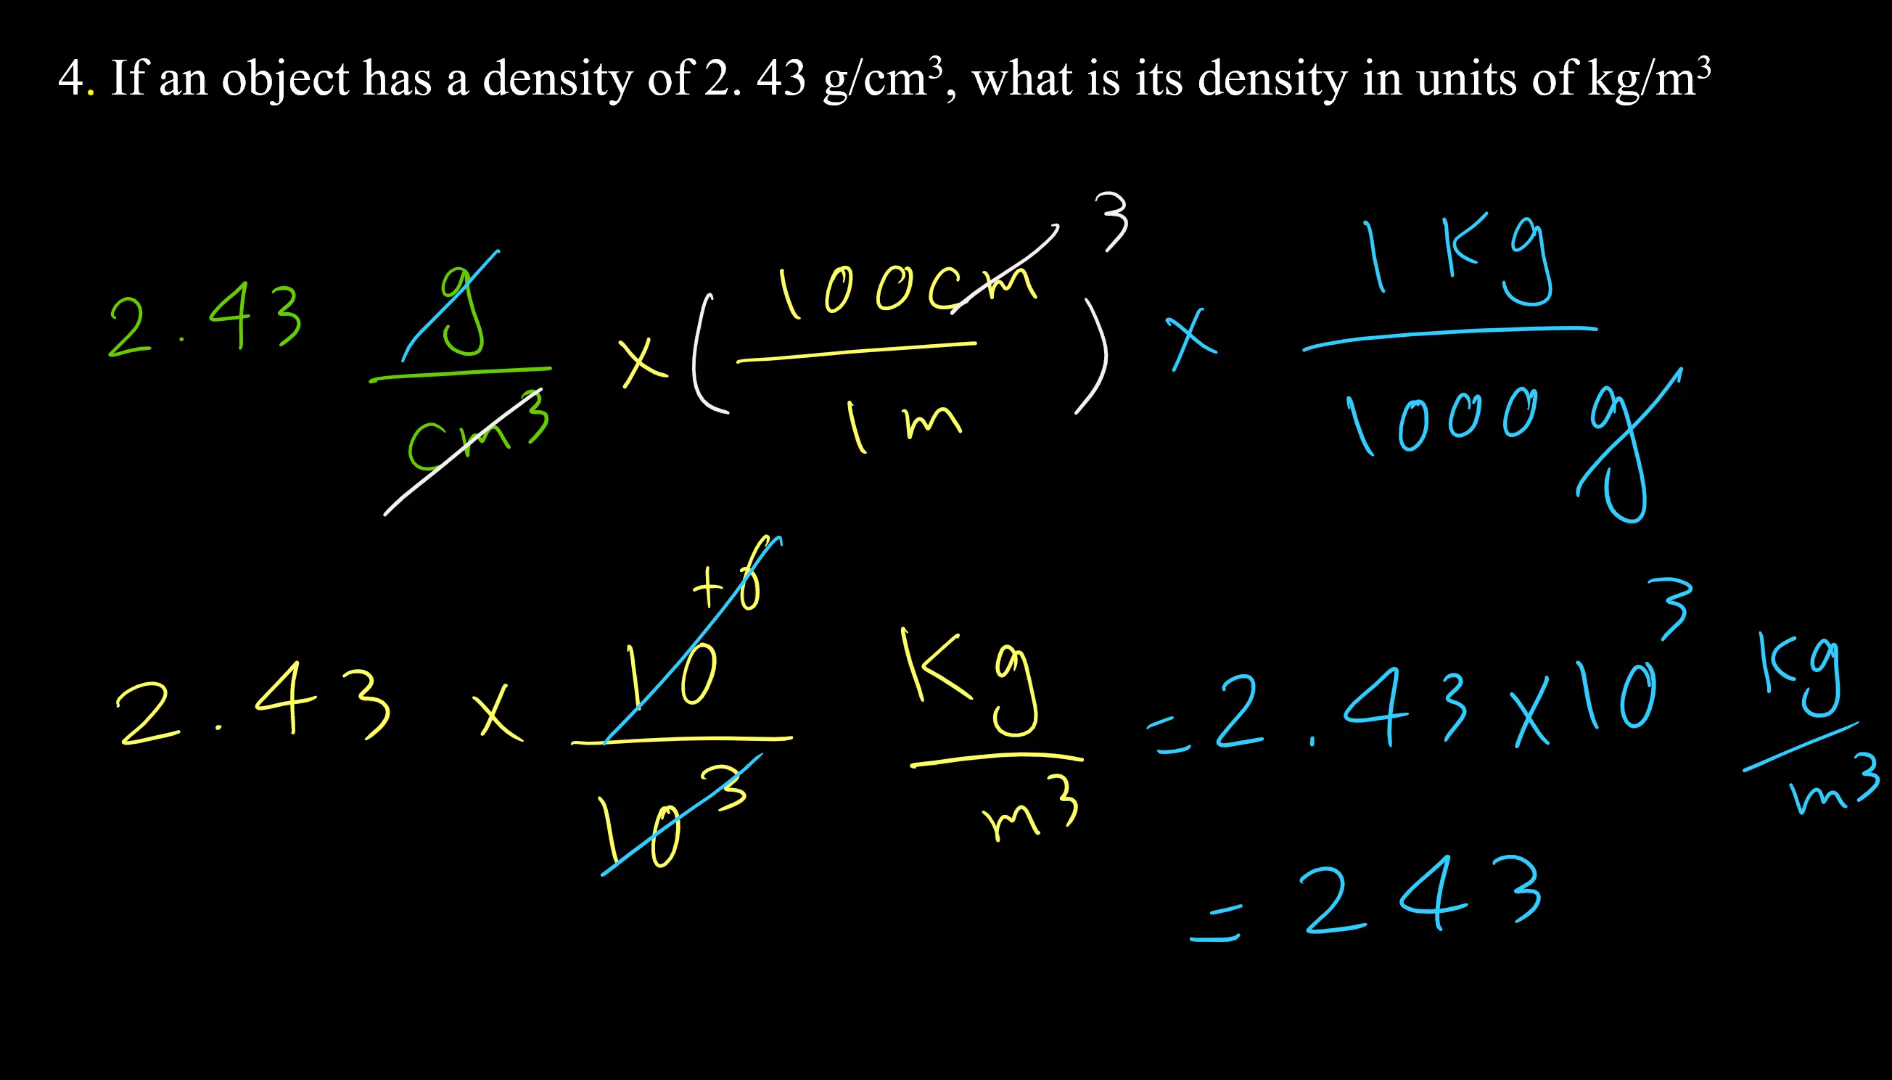 4. If an object has a density of 2. 43 g/cm³, what is its density in units of kg/m³
2.43 g/cm³ × (100cm/1m)³ × 1 Kg/1000 g
2.43 × 10⁺⁶/10³ Kg/m³ = 2.43 × 10³ kg/m³
= 243